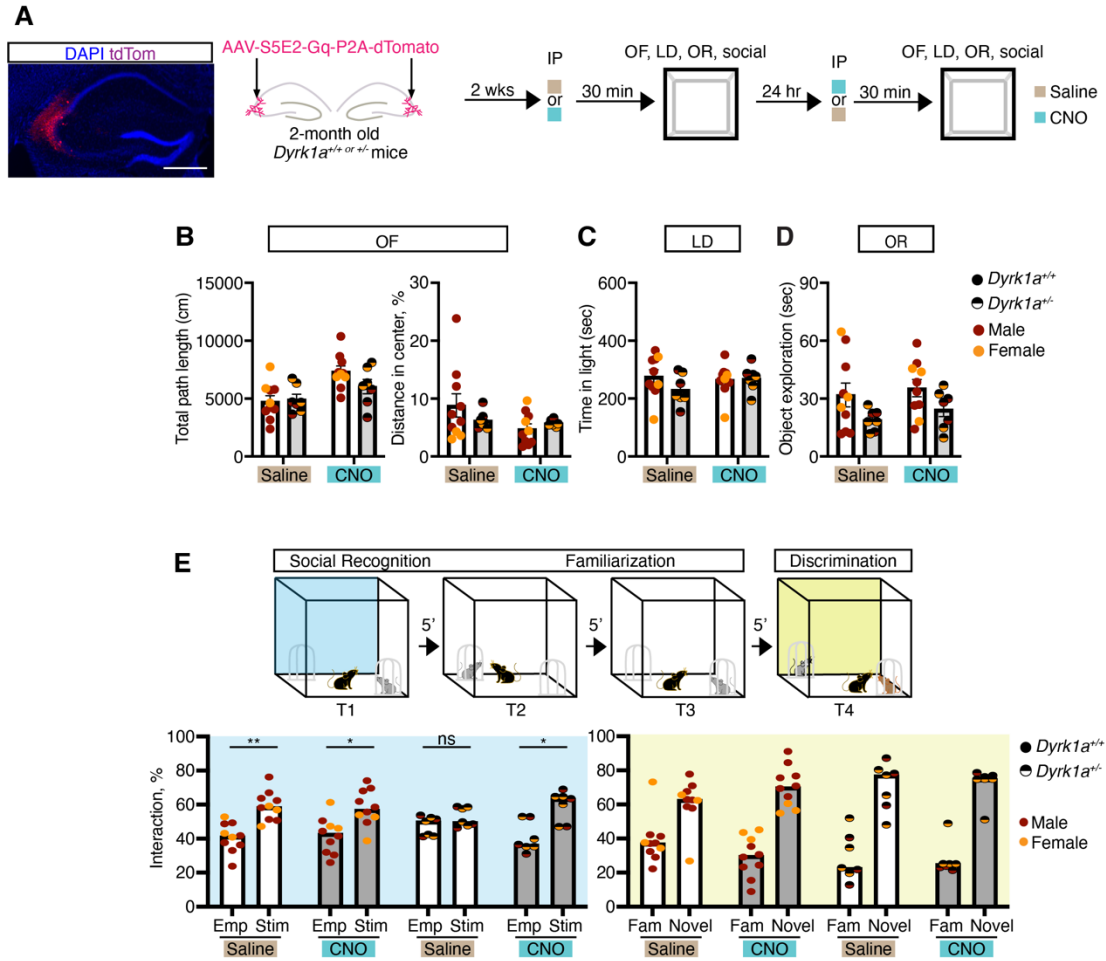 A
DAPI tdTom
AAV-S5E2-Gq-P2A-dTomato
2-month old
Dyrk1a+/+ or +/- mice
2 wks
IP
or
30 min
OF, LD, OR, social
24 hr
IP
or
30 min
OF, LD, OR, social
Saline
CNO
B
OF
Total path length (cm)
15000
10000
5000
0
Saline
CNO
Distance in center, %
30
20
10
0
Saline
CNO
C
LD
Time in light (sec)
600
400
200
0
Saline
CNO
D
OR
Object exploration (sec)
90
60
30
0
Saline
CNO
Dyrk1a+/+
Dyrk1a+/-
Male
Female
E
Social Recognition
Familiarization
Discrimination
5'
5'
5'
T1
T2
T3
T4
Interaction, %
100
80
60
40
20
0
**
*
ns
*
Emp Stim
Emp Stim
Emp Stim
Emp Stim
Saline
CNO
Saline
CNO
100
80
60
40
20
0
Fam Novel
Fam Novel
Fam Novel
Fam Novel
Saline
CNO
Saline
CNO
Dyrk1a+/+
Dyrk1a+/-
Male
Female